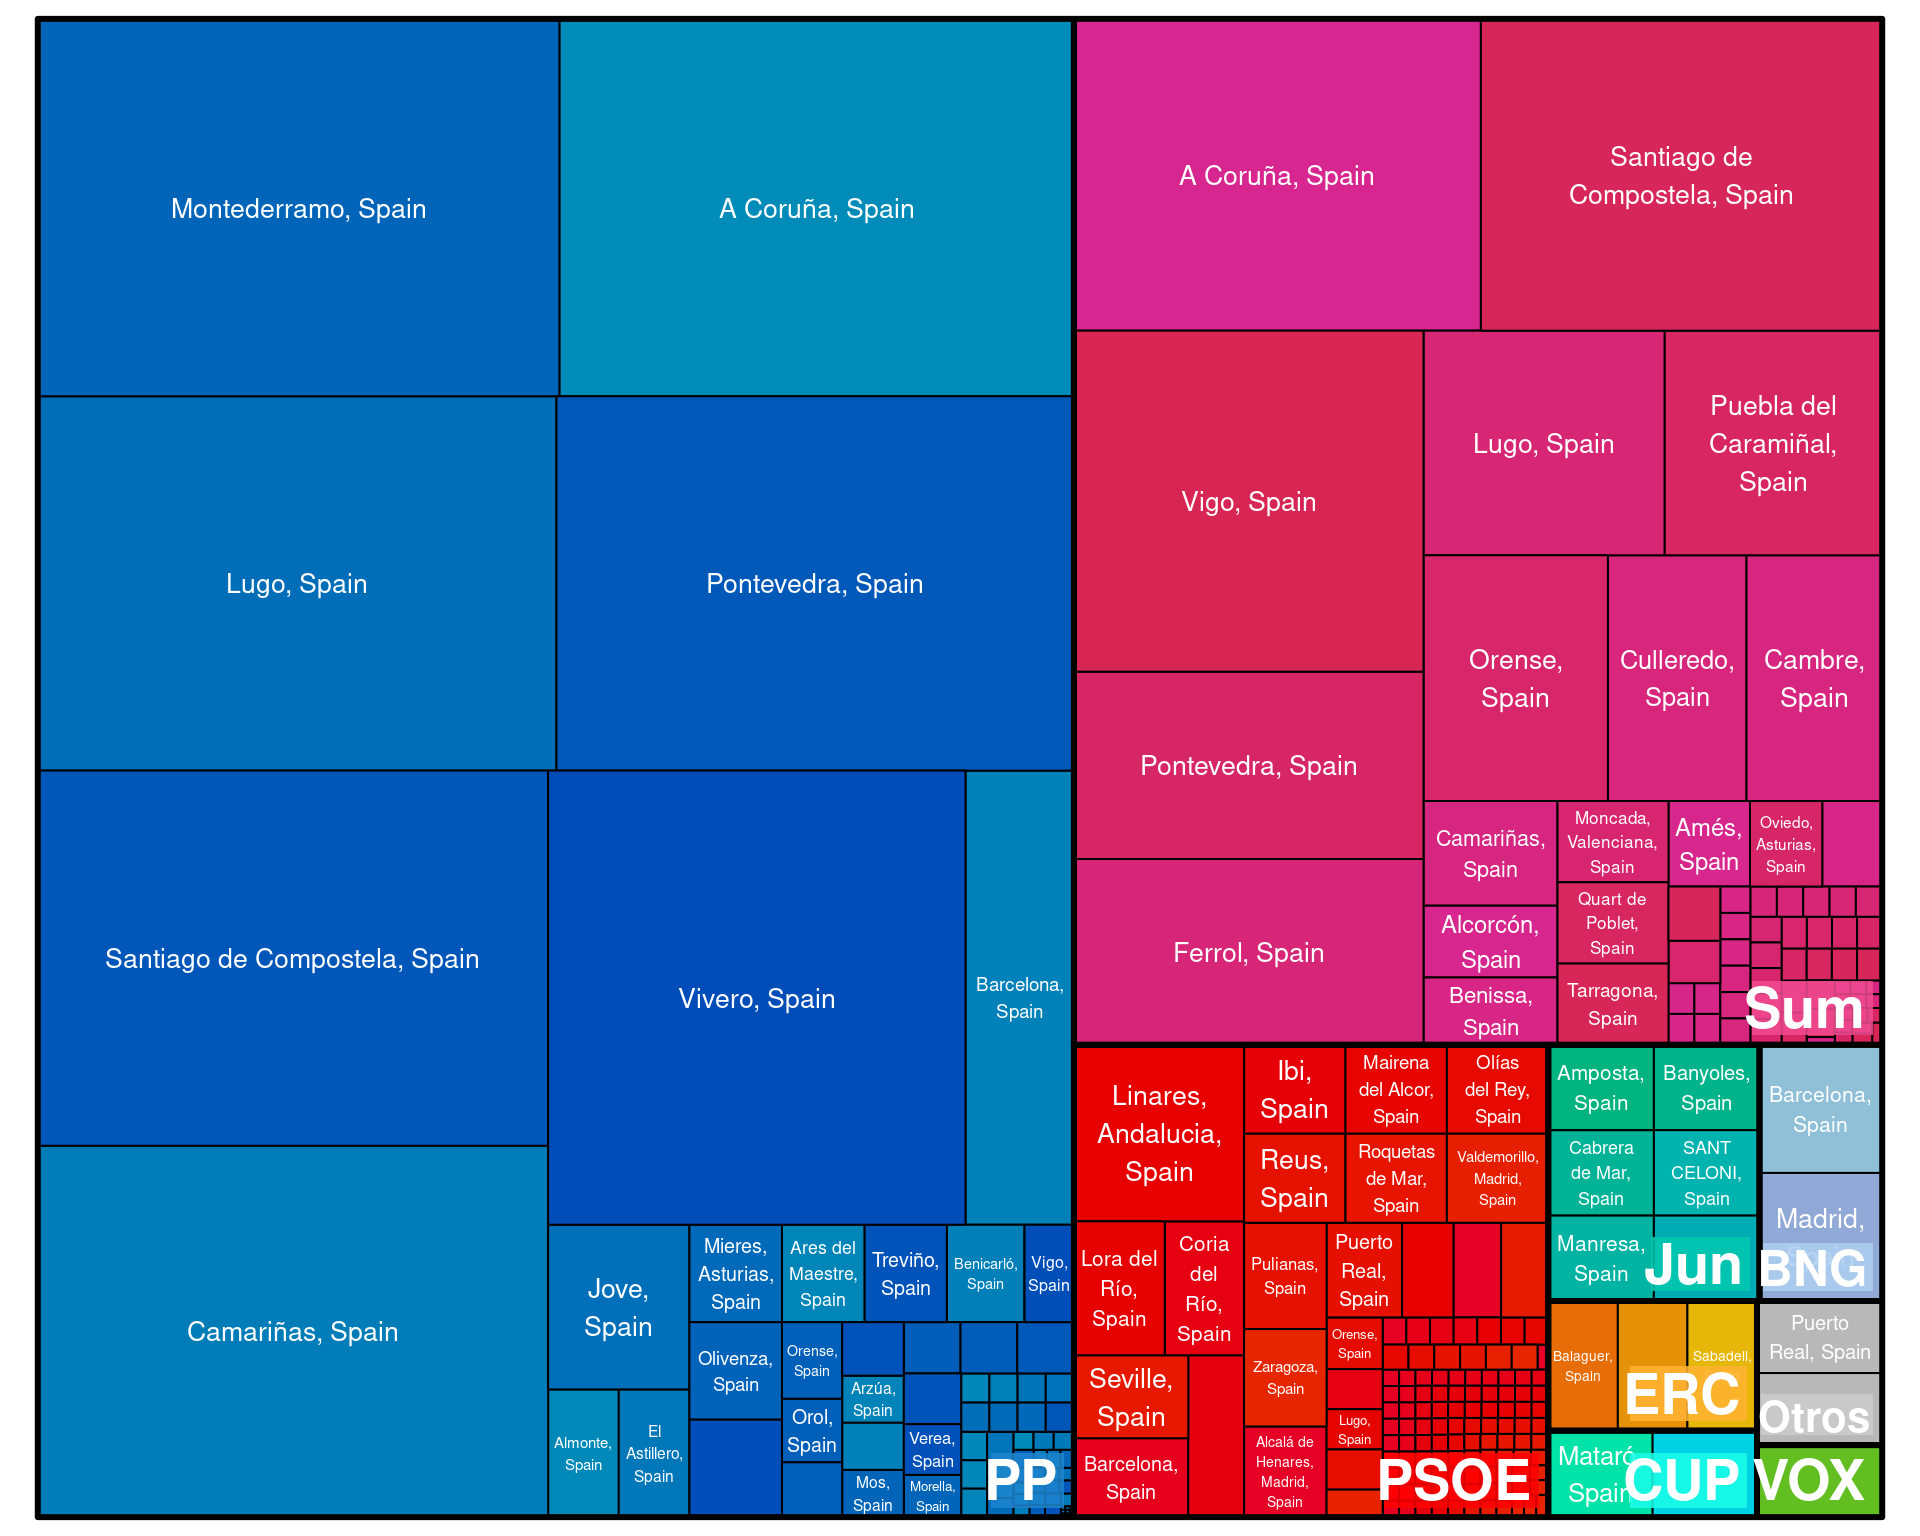 Montederramo, Spain
A Coruña, Spain
Lugo, Spain
Pontevedra, Spain
Santiago de Compostela, Spain
Vivero, Spain
Barcelona,
Spain
Camariñas, Spain
Jove,
Spain
Almonte,
Spain
El
Astillero,
Spain
Mieres,
Asturias,
Spain
Olivenza,
Spain
Ares del
Maestre,
Spain
Treviño,
Spain
Benicarló,
Spain
Vigo,
Spain
Orense,
Spain
Orol,
Spain
Arzúa,
Spain
Mos,
Spain
Verea,
Spain
Morella,
Spain
PP
A Coruña, Spain
Santiago de
Compostela, Spain
Vigo, Spain
Lugo, Spain
Puebla del
Caramiñal,
Spain
Pontevedra, Spain
Ferrol, Spain
Orense,
Spain
Culleredo,
Spain
Cambre,
Spain
Camariñas,
Spain
Alcorcón,
Spain
Benissa,
Spain
Moncada,
Valenciana,
Spain
Quart de
Poblet,
Spain
Tarragona,
Spain
Amés,
Spain
Oviedo,
Asturias,
Spain
Sum
Linares,
Andalucia,
Spain
Lora del
Río,
Spain
Coria
del
Río,
Spain
Seville,
Spain
Barcelona,
Spain
Ibi,
Spain
Mairena
del Alcor,
Spain
Olías
del Rey,
Spain
Reus,
Spain
Roquetas
de Mar,
Spain
Valdemorillo,
Madrid,
Spain
Pulianas,
Spain
Zaragoza,
Spain
Alcalá de
Henares,
Madrid,
Spain
Puerto
Real,
Spain
Orense,
Spain
Lugo,
Spain
PSOE
Amposta,
Spain
Banyoles,
Spain
Cabrera
de Mar,
Spain
SANT
CELONI,
Spain
Manresa,
Spain
Jun
Barcelona,
Spain
Madrid,
BNG
Balaguer,
Spain
Sabadell,
ERC
Puerto
Real, Spain
Otros
Mataró,
Spain
CUP
VOX